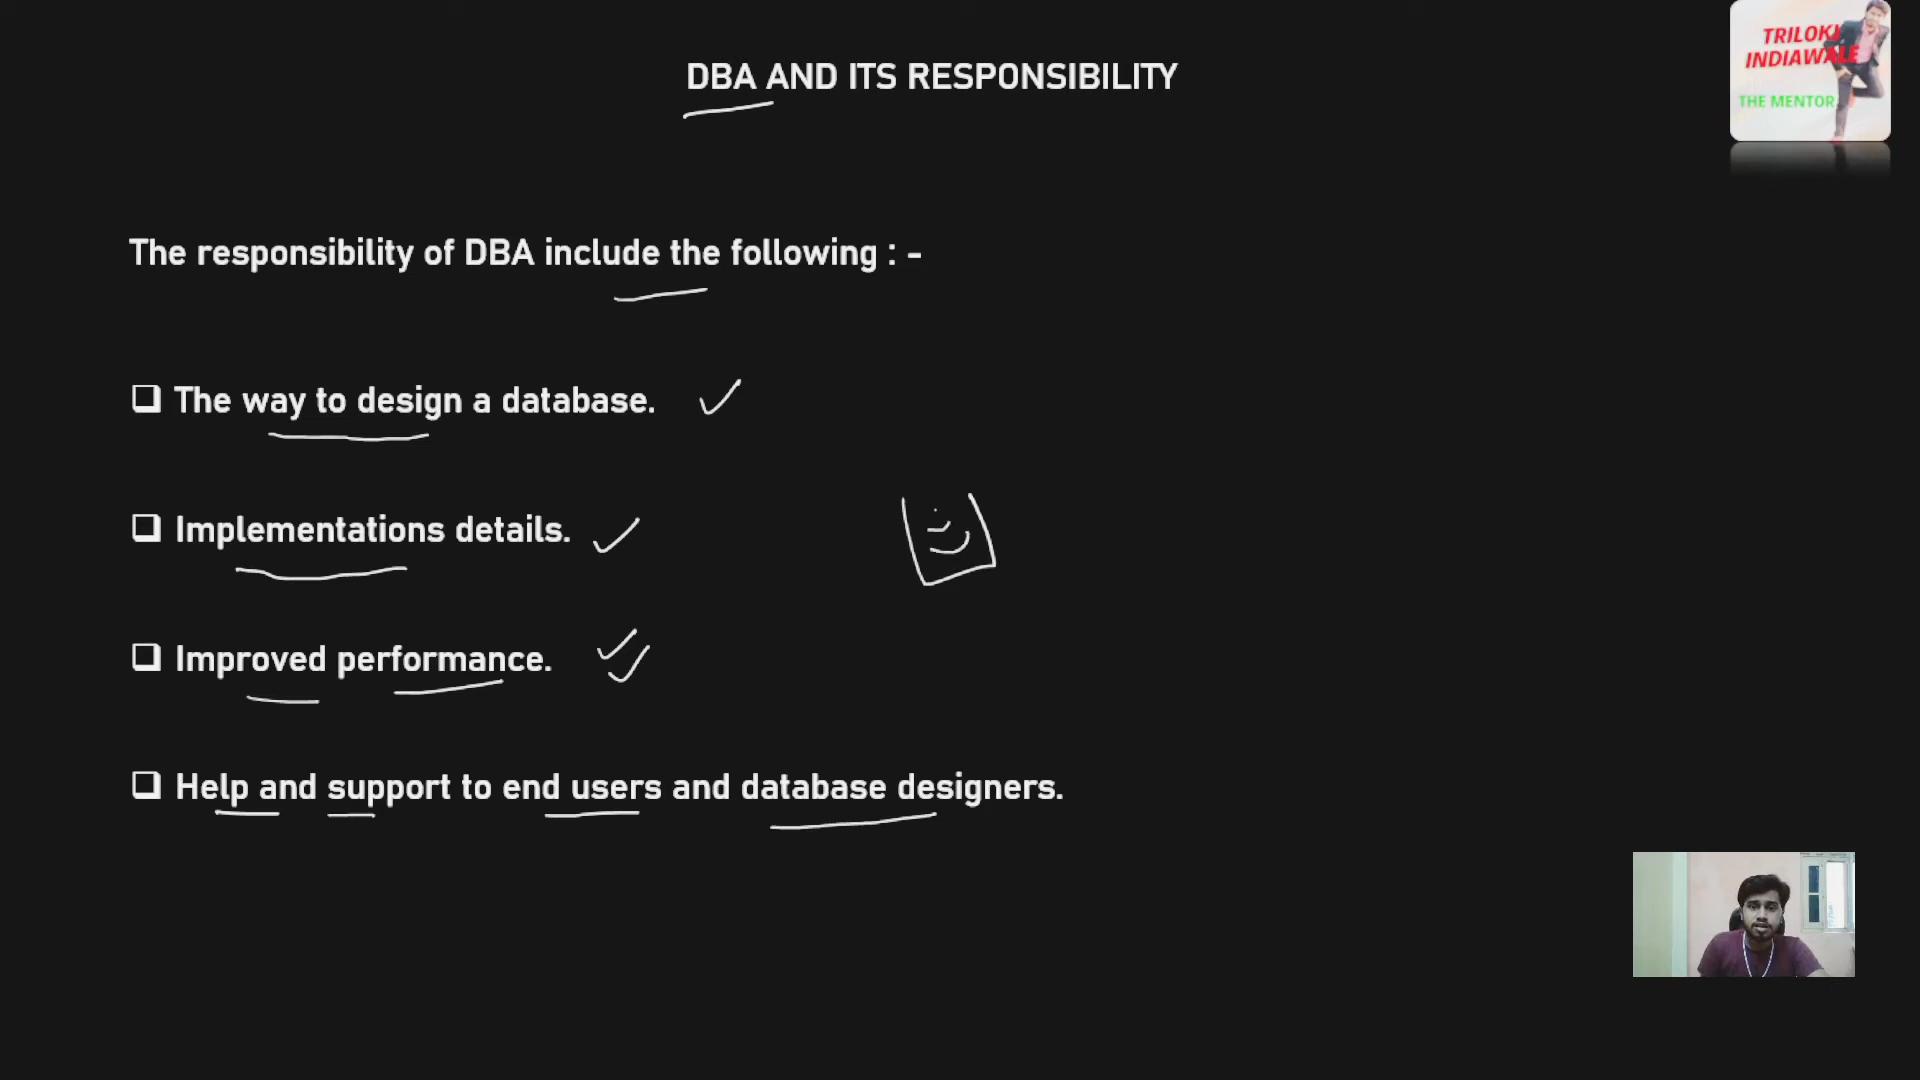 DBA AND ITS RESPONSIBILITY
TRILOKI
INDIAWALE
THE MENTOR
The responsibility of DBA include the following : -
❑ The way to design a database.
❑ Implementations details.
❑ Improved performance.
❑ Help and support to end users and database designers.